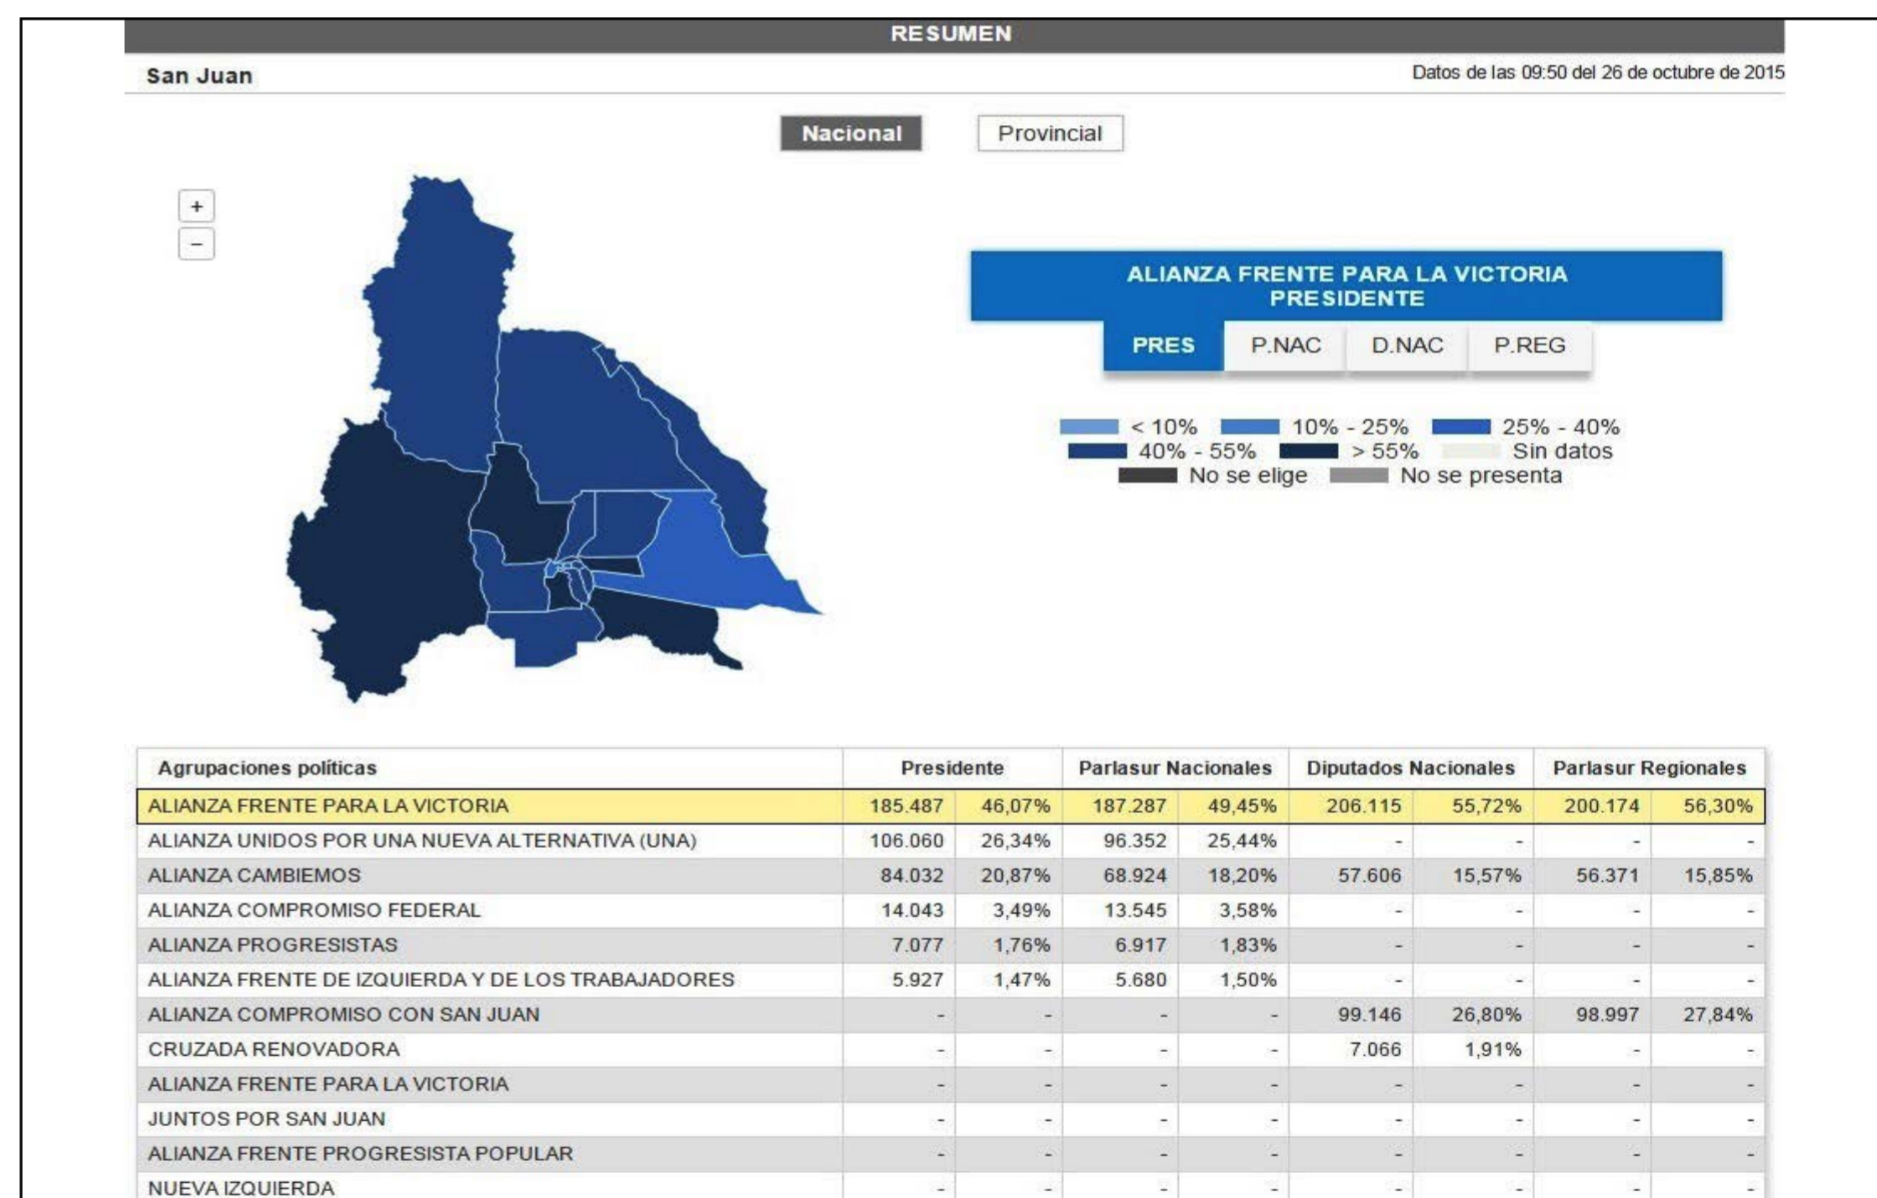 RESUMEN
San Juan
Datos de las 09:50 del 26 de octubre de 2015
Nacional
Provincial
+
−
ALIANZA FRENTE PARA LA VICTORIA
PRESIDENTE
PRES P.NAC D.NAC P.REG
< 10% 10% - 25% 25% - 40%
40% - 55% > 55% Sin datos
No se elige No se presenta
Agrupaciones políticas Presidente Parlasur Nacionales Diputados Nacionales Parlasur Regionales
ALIANZA FRENTE PARA LA VICTORIA 185.487 46,07% 187.287 49,45% 206.115 55,72% 200.174 56,30%
ALIANZA UNIDOS POR UNA NUEVA ALTERNATIVA (UNA) 106.060 26,34% 96.352 25,44% - - - -
ALIANZA CAMBIEMOS 84.032 20,87% 68.924 18,20% 57.606 15,57% 56.371 15,85%
ALIANZA COMPROMISO FEDERAL 14.043 3,49% 13.545 3,58% - - - -
ALIANZA PROGRESISTAS 7.077 1,76% 6.917 1,83% - - - -
ALIANZA FRENTE DE IZQUIERDA Y DE LOS TRABAJADORES 5.927 1,47% 5.680 1,50% - - - -
ALIANZA COMPROMISO CON SAN JUAN - - - - 99.146 26,80% 98.997 27,84%
CRUZADA RENOVADORA - - - - 7.066 1,91% - -
ALIANZA FRENTE PARA LA VICTORIA - - - - - - - -
JUNTOS POR SAN JUAN - - - - - - - -
ALIANZA FRENTE PROGRESISTA POPULAR - - - - - - - -
NUEVA IZQUIERDA - - - - - - - -